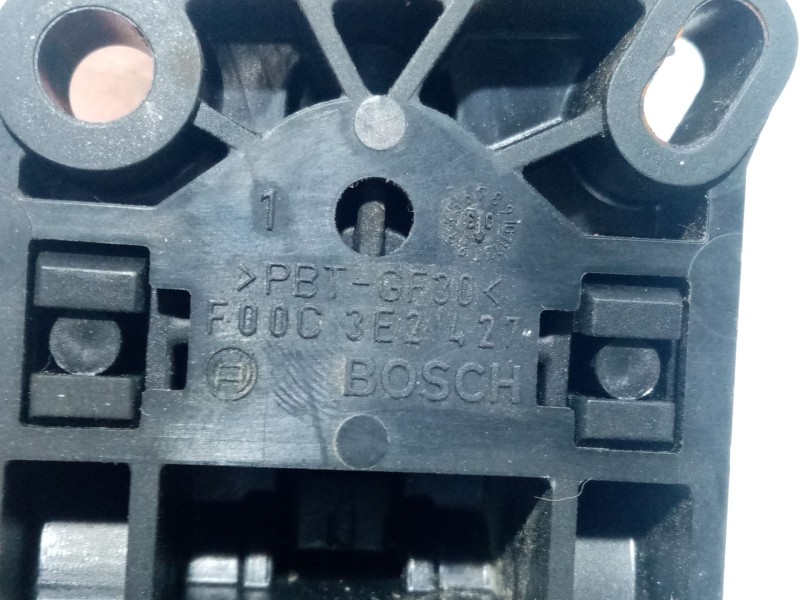 1
>PBT-GF30<
F00C 3E2 427
BOSCH